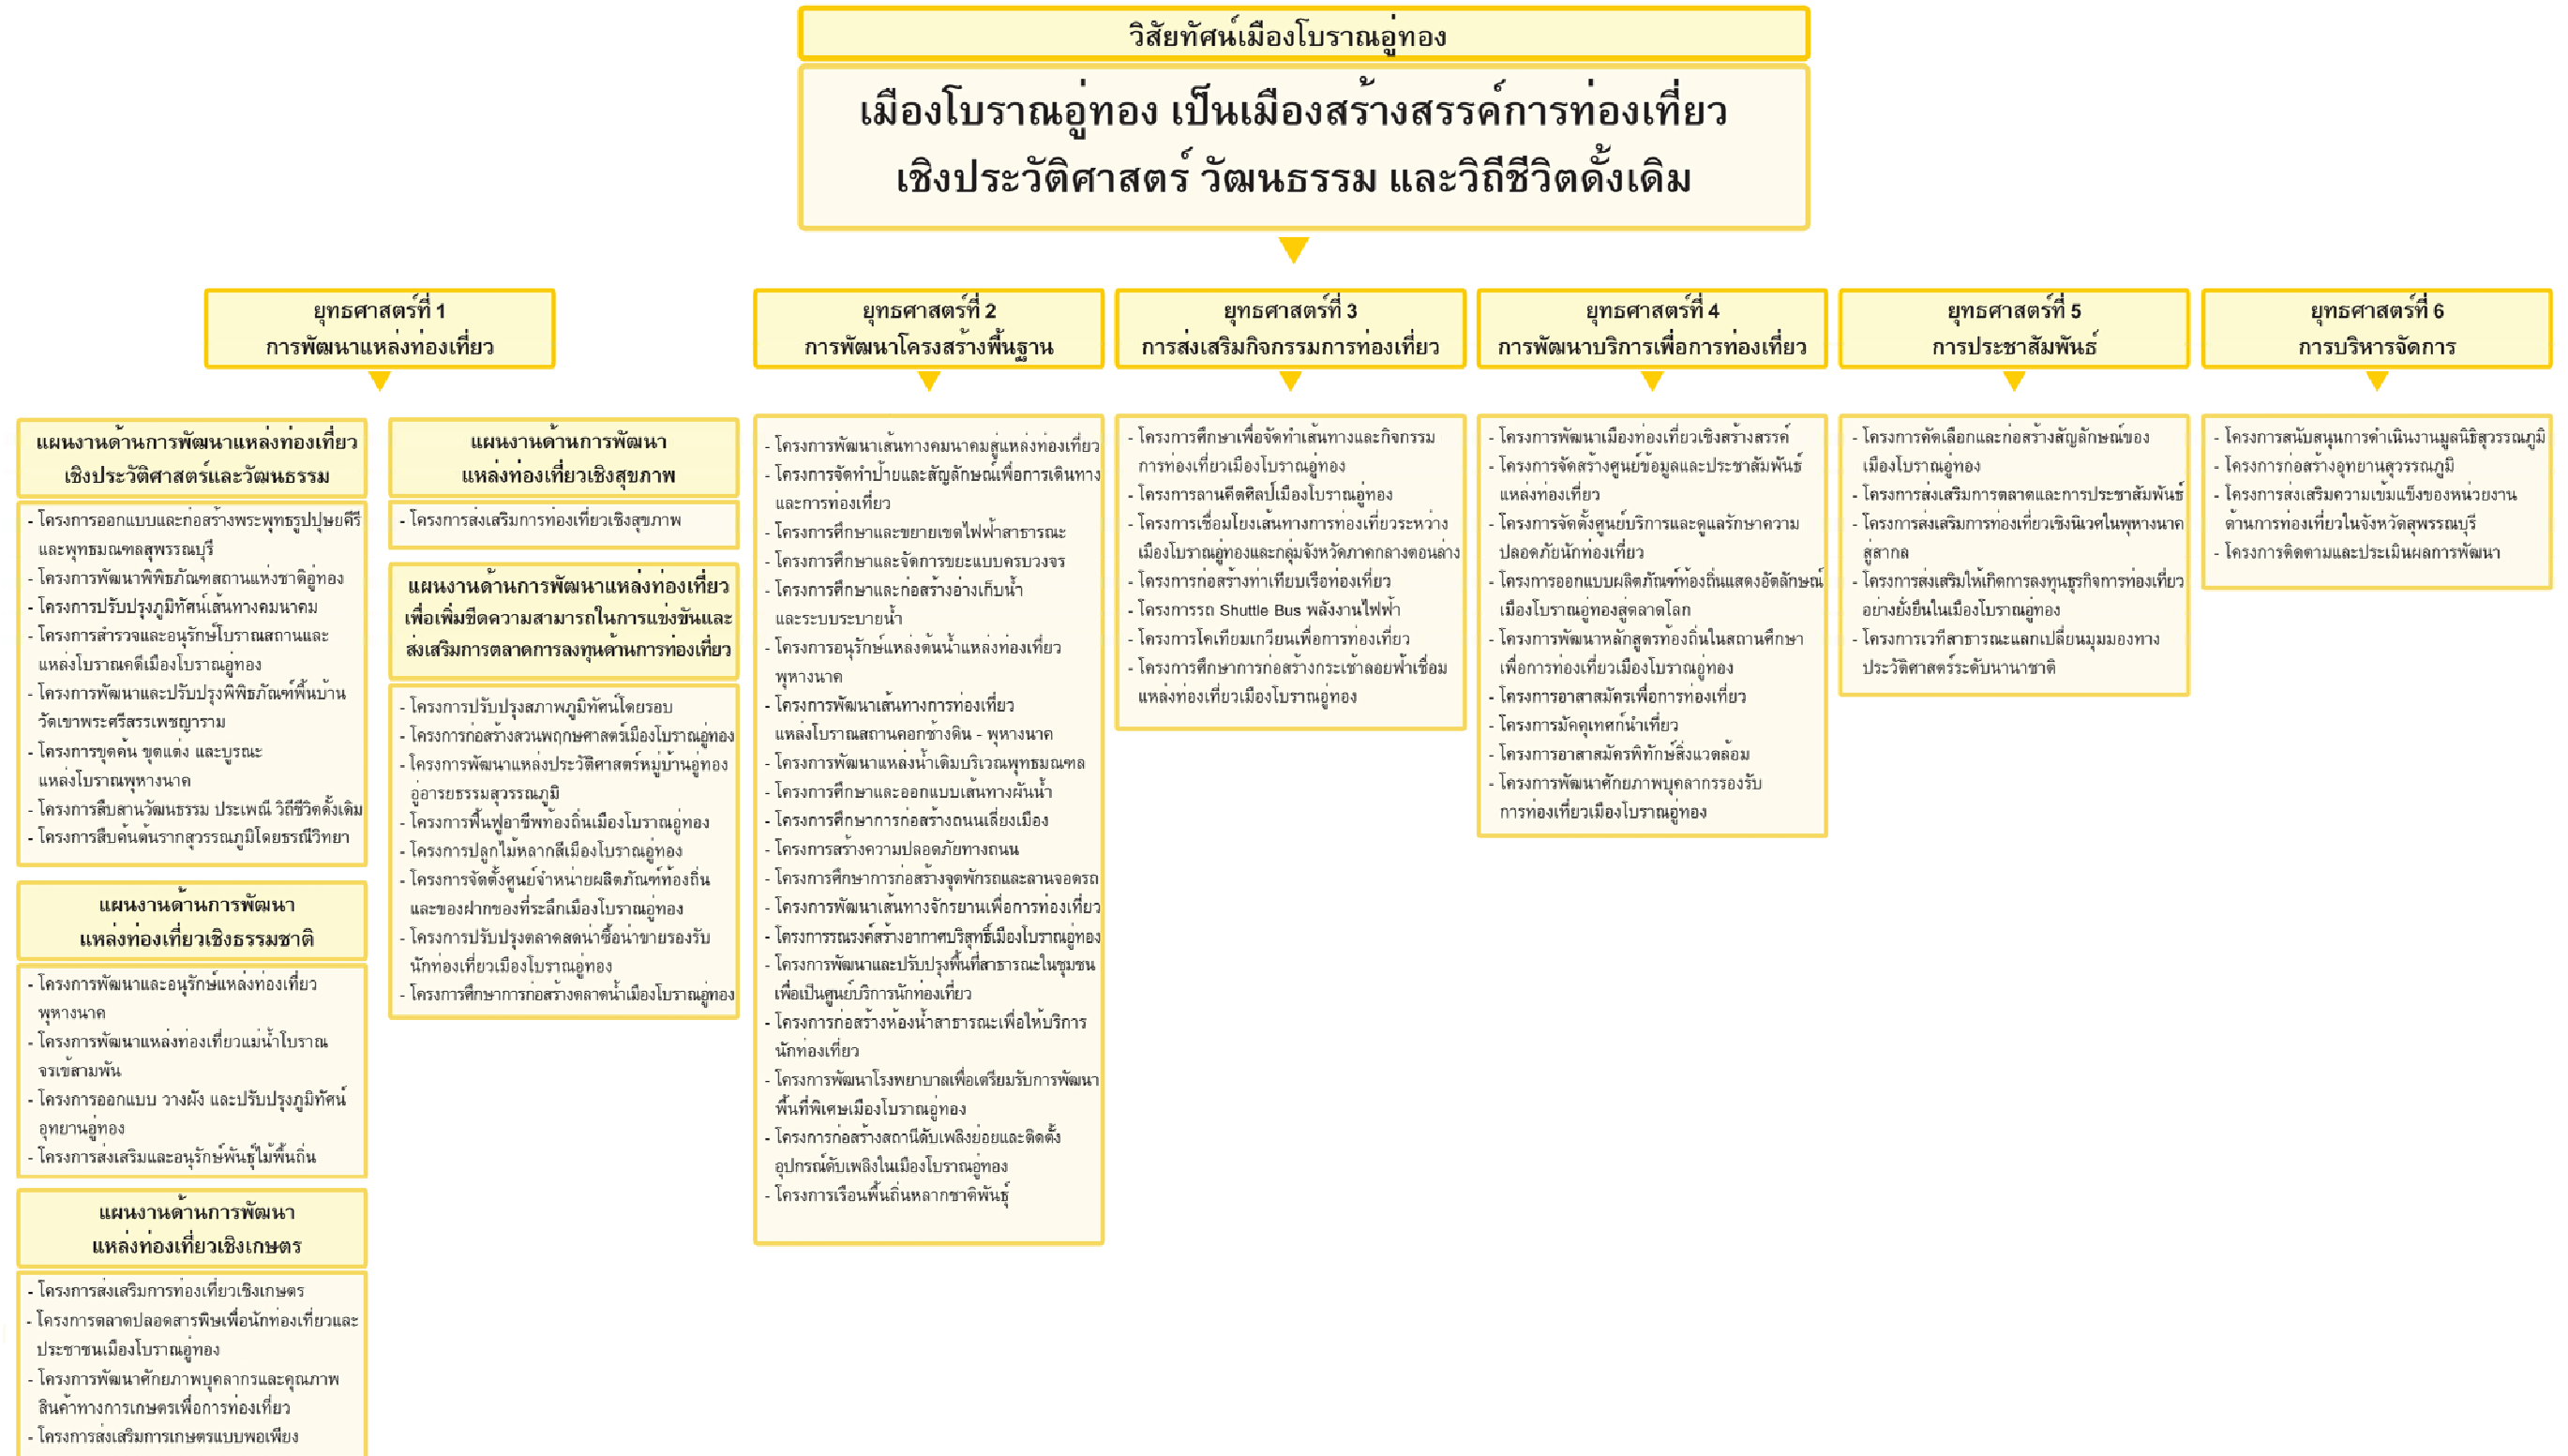 วิสัยทัศน์เมืองโบราณอู่ทอง
เมืองโบราณอู่ทอง เป็นเมืองสร้างสรรค์การท่องเที่ยว
เชิงประวัติศาสตร์ วัฒนธรรม และวิถีชีวิตดั้งเดิม
ยุทธศาสตร์ที่ 1
การพัฒนาแหล่งท่องเที่ยว
แผนงานด้านการพัฒนาแหล่งท่องเที่ยว
เชิงประวัติศาสตร์และวัฒนธรรม
- โครงการออกแบบและก่อสร้างพระพุทธรูปปุษยคีรี
และพุทธมณฑลสุพรรณบุรี
- โครงการพัฒนาพิพิธภัณฑสถานแห่งชาติอู่ทอง
- โครงการปรับปรุงภูมิทัศน์เส้นทางคมนาคม
- โครงการสำรวจและอนุรักษ์โบราณสถานและ
แหล่งโบราณคดีเมืองโบราณอู่ทอง
- โครงการพัฒนาและปรับปรุงพิพิธภัณฑ์พื้นบ้าน
วัดเขาพระศรีสรรเพชญาราม
- โครงการขุดค้น ขุดแต่ง และบูรณะ
แหล่งโบราณพุหางนาค
- โครงการสืบสานวัฒนธรรม ประเพณี วิถีชีวิตดั้งเดิม
- โครงการสืบค้นต้นรากสุวรรณภูมิโดยธรณีวิทยา
แผนงานด้านการพัฒนา
แหล่งท่องเที่ยวเชิงธรรมชาติ
- โครงการพัฒนาและอนุรักษ์แหล่งท่องเที่ยว
พุหางนาค
- โครงการพัฒนาแหล่งท่องเที่ยวแม่น้ำโบราณ
จรเข้สามพัน
- โครงการออกแบบ วางผัง และปรับปรุงภูมิทัศน์
อุทยานอู่ทอง
- โครงการส่งเสริมและอนุรักษ์พันธุ์ไม้พื้นถิ่น
แผนงานด้านการพัฒนา
แหล่งท่องเที่ยวเชิงเกษตร
- โครงการส่งเสริมการท่องเที่ยวเชิงเกษตร
- โครงการตลาดปลอดสารพิษเพื่อนักท่องเที่ยวและ
ประชาชนเมืองโบราณอู่ทอง
- โครงการพัฒนาศักยภาพบุคลากรและคุณภาพ
สินค้าทางการเกษตรเพื่อการท่องเที่ยว
- โครงการส่งเสริมการเกษตรแบบพอเพียง
แผนงานด้านการพัฒนา
แหล่งท่องเที่ยวเชิงสุขภาพ
- โครงการส่งเสริมการท่องเที่ยวเชิงสุขภาพ
แผนงานด้านการพัฒนาแหล่งท่องเที่ยว
เพื่อเพิ่มขีดความสามารถในการแข่งขันและ
ส่งเสริมการตลาดการลงทุนด้านการท่องเที่ยว
- โครงการปรับปรุงสภาพภูมิทัศน์โดยรอบ
- โครงการก่อสร้างสวนพฤกษศาสตร์เมืองโบราณอู่ทอง
- โครงการพัฒนาแหล่งประวัติศาสตร์หมู่บ้านอู่ทอง
อู่อารยธรรมสุวรรณภูมิ
- โครงการฟื้นฟูอาชีพท้องถิ่นเมืองโบราณอู่ทอง
- โครงการปลูกไม้หลากสีเมืองโบราณอู่ทอง
- โครงการจัดตั้งศูนย์จำหน่ายผลิตภัณฑ์ท้องถิ่น
และของฝากของที่ระลึกเมืองโบราณอู่ทอง
- โครงการปรับปรุงตลาดสดน่าซื้อน่าขายรองรับ
นักท่องเที่ยวเมืองโบราณอู่ทอง
- โครงการศึกษาการก่อสร้างตลาดน้ำเมืองโบราณอู่ทอง
ยุทธศาสตร์ที่ 2
การพัฒนาโครงสร้างพื้นฐาน
- โครงการพัฒนาเส้นทางคมนาคมสู่แหล่งท่องเที่ยว
- โครงการจัดทำป้ายและสัญลักษณ์เพื่อการเดินทาง
และการท่องเที่ยว
- โครงการศึกษาและขยายเขตไฟฟ้าสาธารณะ
- โครงการศึกษาและจัดการขยะแบบครบวงจร
- โครงการศึกษาและก่อสร้างอ่างเก็บน้ำ
และระบบระบายน้ำ
- โครงการอนุรักษ์แหล่งต้นน้ำแหล่งท่องเที่ยว
พุหางนาค
- โครงการพัฒนาเส้นทางการท่องเที่ยว
แหล่งโบราณสถานคอกช้างดิน - พุหางนาค
- โครงการพัฒนาแหล่งน้ำเดิมบริเวณพุทธมณฑล
- โครงการศึกษาและออกแบบเส้นทางผันน้ำ
- โครงการศึกษาการก่อสร้างถนนเลี่ยงเมือง
- โครงการสร้างความปลอดภัยทางถนน
- โครงการศึกษาการก่อสร้างจุดพักรถและลานจอดรถ
- โครงการพัฒนาเส้นทางจักรยานเพื่อการท่องเที่ยว
- โครงการรณรงค์สร้างอากาศบริสุทธิ์เมืองโบราณอู่ทอง
- โครงการพัฒนาและปรับปรุงพื้นที่สาธารณะในชุมชน
เพื่อเป็นศูนย์บริการนักท่องเที่ยว
- โครงการก่อสร้างห้องน้ำสาธารณะเพื่อให้บริการ
นักท่องเที่ยว
- โครงการพัฒนาโรงพยาบาลเพื่อเตรียมรับการพัฒนา
พื้นที่พิเศษเมืองโบราณอู่ทอง
- โครงการก่อสร้างสถานีดับเพลิงย่อยและติดตั้ง
อุปกรณ์ดับเพลิงในเมืองโบราณอู่ทอง
- โครงการเรือนพื้นถิ่นหลากชาติพันธุ์
ยุทธศาสตร์ที่ 3
การส่งเสริมกิจกรรมการท่องเที่ยว
- โครงการศึกษาเพื่อจัดทำเส้นทางและกิจกรรม
การท่องเที่ยวเมืองโบราณอู่ทอง
- โครงการลานคีตศิลป์เมืองโบราณอู่ทอง
- โครงการเชื่อมโยงเส้นทางการท่องเที่ยวระหว่าง
เมืองโบราณอู่ทองและกลุ่มจังหวัดภาคกลางตอนล่าง
- โครงการก่อสร้างท่าเทียบเรือท่องเที่ยว
- โครงการรถ Shuttle Bus พลังงานไฟฟ้า
- โครงการโคเทียมเกวียนเพื่อการท่องเที่ยว
- โครงการศึกษาการก่อสร้างกระเช้าลอยฟ้าเชื่อม
แหล่งท่องเที่ยวเมืองโบราณอู่ทอง
ยุทธศาสตร์ที่ 4
การพัฒนาบริการเพื่อการท่องเที่ยว
- โครงการพัฒนาเมืองท่องเที่ยวเชิงสร้างสรรค์
- โครงการจัดสร้างศูนย์ข้อมูลและประชาสัมพันธ์
แหล่งท่องเที่ยว
- โครงการจัดตั้งศูนย์บริการและดูแลรักษาความ
ปลอดภัยนักท่องเที่ยว
- โครงการออกแบบผลิตภัณฑ์ท้องถิ่นแสดงอัตลักษณ์
เมืองโบราณอู่ทองสู่ตลาดโลก
- โครงการพัฒนาหลักสูตรท้องถิ่นในสถานศึกษา
เพื่อการท่องเที่ยวเมืองโบราณอู่ทอง
- โครงการอาสาสมัครเพื่อการท่องเที่ยว
- โครงการมัคคุเทศก์นำเที่ยว
- โครงการอาสาสมัครพิทักษ์สิ่งแวดล้อม
- โครงการพัฒนาศักยภาพบุคลากรรองรับ
การท่องเที่ยวเมืองโบราณอู่ทอง
ยุทธศาสตร์ที่ 5
การประชาสัมพันธ์
- โครงการคัดเลือกและก่อสร้างสัญลักษณ์ของ
เมืองโบราณอู่ทอง
- โครงการส่งเสริมการตลาดและการประชาสัมพันธ์
- โครงการส่งเสริมการท่องเที่ยวเชิงนิเวศในพุหางนาค
สู่สากล
- โครงการส่งเสริมให้เกิดการลงทุนธุรกิจการท่องเที่ยว
อย่างยั่งยืนในเมืองโบราณอู่ทอง
- โครงการเวทีสาธารณะแลกเปลี่ยนมุมมองทาง
ประวัติศาสตร์ระดับนานาชาติ
ยุทธศาสตร์ที่ 6
การบริหารจัดการ
- โครงการสนับสนุนการดำเนินงานมูลนิธิสุวรรณภูมิ
- โครงการก่อสร้างอุทยานสุวรรณภูมิ
- โครงการส่งเสริมความเข้มแข็งของหน่วยงาน
ด้านการท่องเที่ยวในจังหวัดสุพรรณบุรี
- โครงการติดตามและประเมินผลการพัฒนา